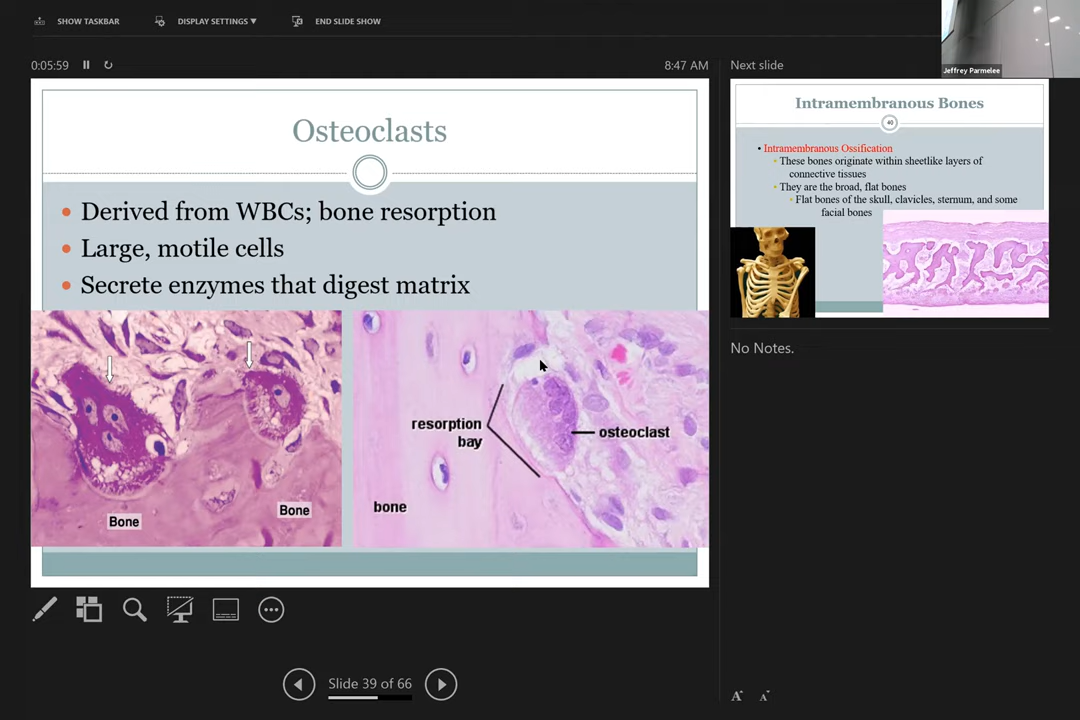 SHOW TASKBAR
DISPLAY SETTINGS ▾
END SLIDE SHOW
Jeffrey Parmelee
0:05:59
8:47 AM
Next slide
Osteoclasts
• Derived from WBCs; bone resorption
• Large, motile cells
• Secrete enzymes that digest matrix
Bone
Bone
resorption
bay
osteoclast
bone
Intramembranous Bones
40
• Intramembranous Ossification
• These bones originate within sheetlike layers of
connective tissues
• They are the broad, flat bones
• Flat bones of the skull, clavicles, sternum, and some
facial bones
No Notes.
Slide 39 of 66
A A